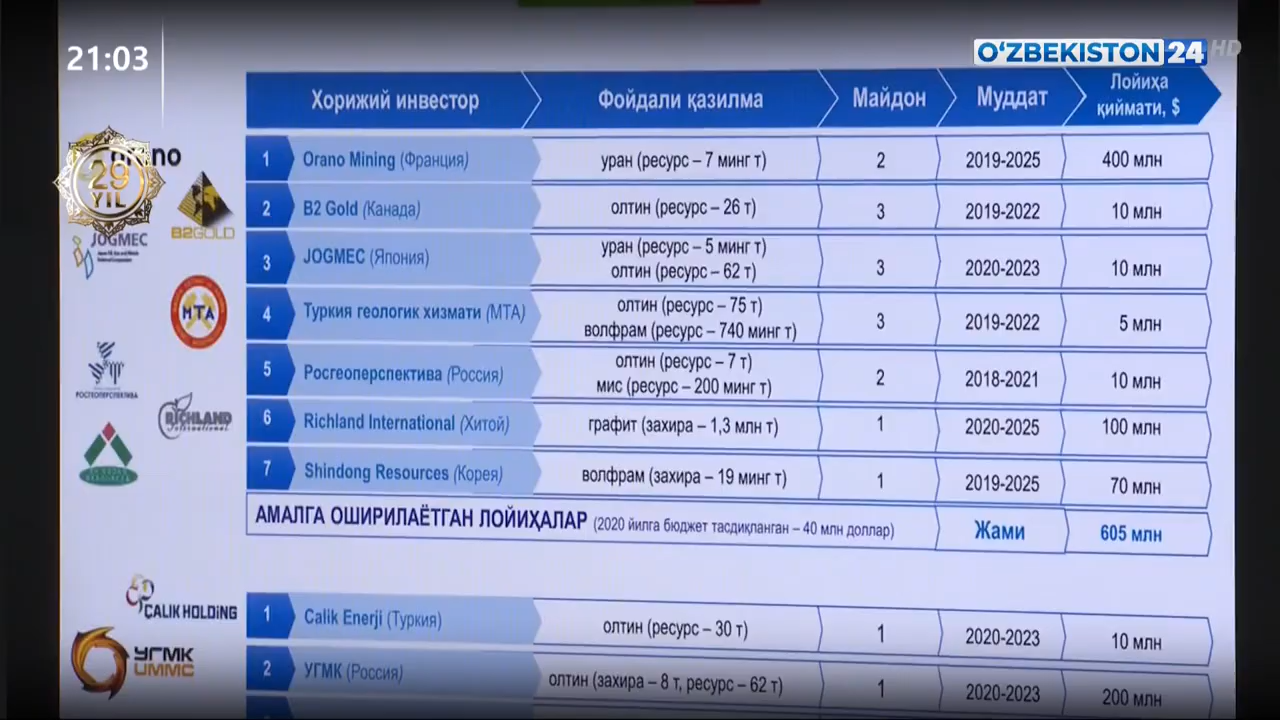 21:03
O‘ZBEKISTON 24 HD
Хорижий инвестор Фойдали қазилма Майдон Муддат Лойиҳа
қиймати, $
29
YIL
1 Orano Mining (Франция) уран (ресурс – 7 минг т) 2 2019-2025 400 млн
B2GOLD
2 B2 Gold (Канада) олтин (ресурс – 26 т) 3 2019-2022 10 млн
JOGMEC
3 JOGMEC (Япония) уран (ресурс – 5 минг т)
олтин (ресурс – 62 т) 3 2020-2023 10 млн
МТА
4 Туркия геологик хизмати (МТА) олтин (ресурс – 75 т)
волфрам (ресурс – 740 минг т) 3 2019-2022 5 млн
РОСГЕОПЕРСПЕКТИВА
5 Росгеоперспектива (Россия) олтин (ресурс – 7 т)
мис (ресурс – 200 минг т) 2 2018-2021 10 млн
RICHLAND
International
6 Richland International (Хитой) графит (захира – 1,3 млн т) 1 2020-2025 100 млн
7 Shindong Resources (Корея) волфрам (захира – 19 минг т) 1 2019-2025 70 млн
АМАЛГА ОШИРИЛАЁТГАН ЛОЙИҲАЛАР (2020 йилга бюджет тасдиқланган – 40 млн доллар) Жами 605 млн
CALIK HOLDİNG
1 Calik Enerji (Туркия) олтин (ресурс – 30 т) 1 2020-2023 10 млн
УГМК
UMMC
2 УГМК (Россия) олтин (захира – 8 т, ресурс – 62 т) 1 2020-2023 200 млн